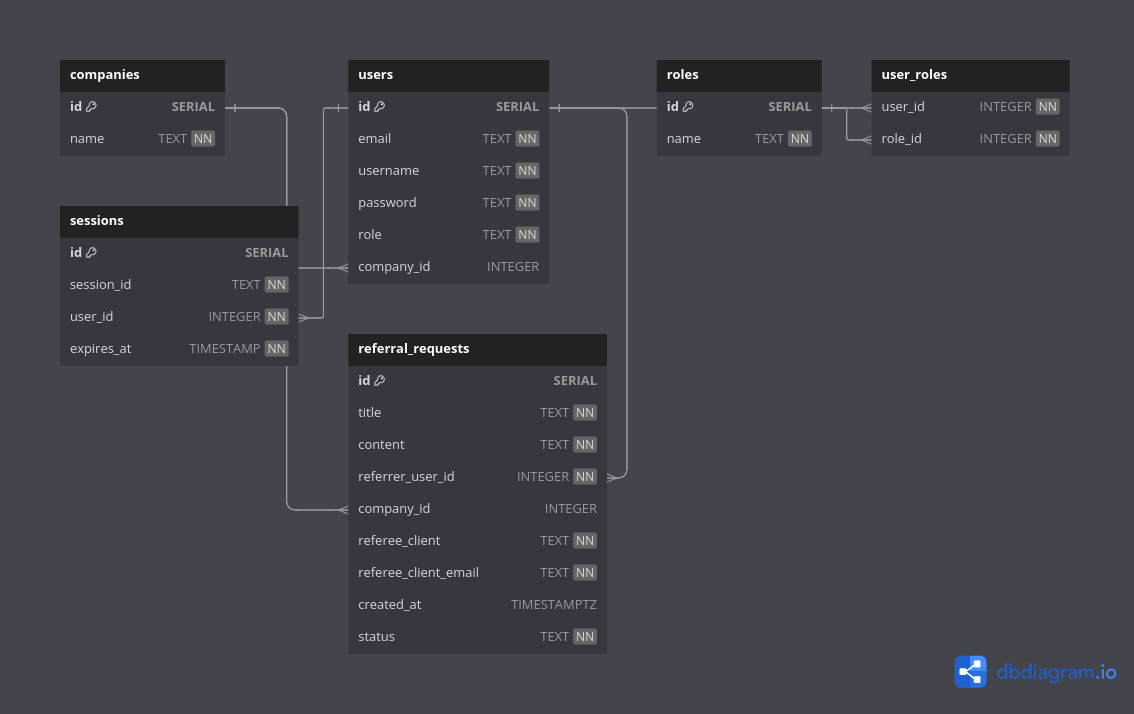 companies
id SERIAL
name TEXT NN
users
id SERIAL
email TEXT NN
username TEXT NN
password TEXT NN
role TEXT NN
company_id INTEGER
roles
id SERIAL
name TEXT NN
user_roles
user_id INTEGER NN
role_id INTEGER NN
sessions
id SERIAL
session_id TEXT NN
user_id INTEGER NN
expires_at TIMESTAMP NN
referral_requests
id SERIAL
title TEXT NN
content TEXT NN
referrer_user_id INTEGER NN
company_id INTEGER
referee_client TEXT NN
referee_client_email TEXT NN
created_at TIMESTAMPTZ
status TEXT NN
dbdiagram.io